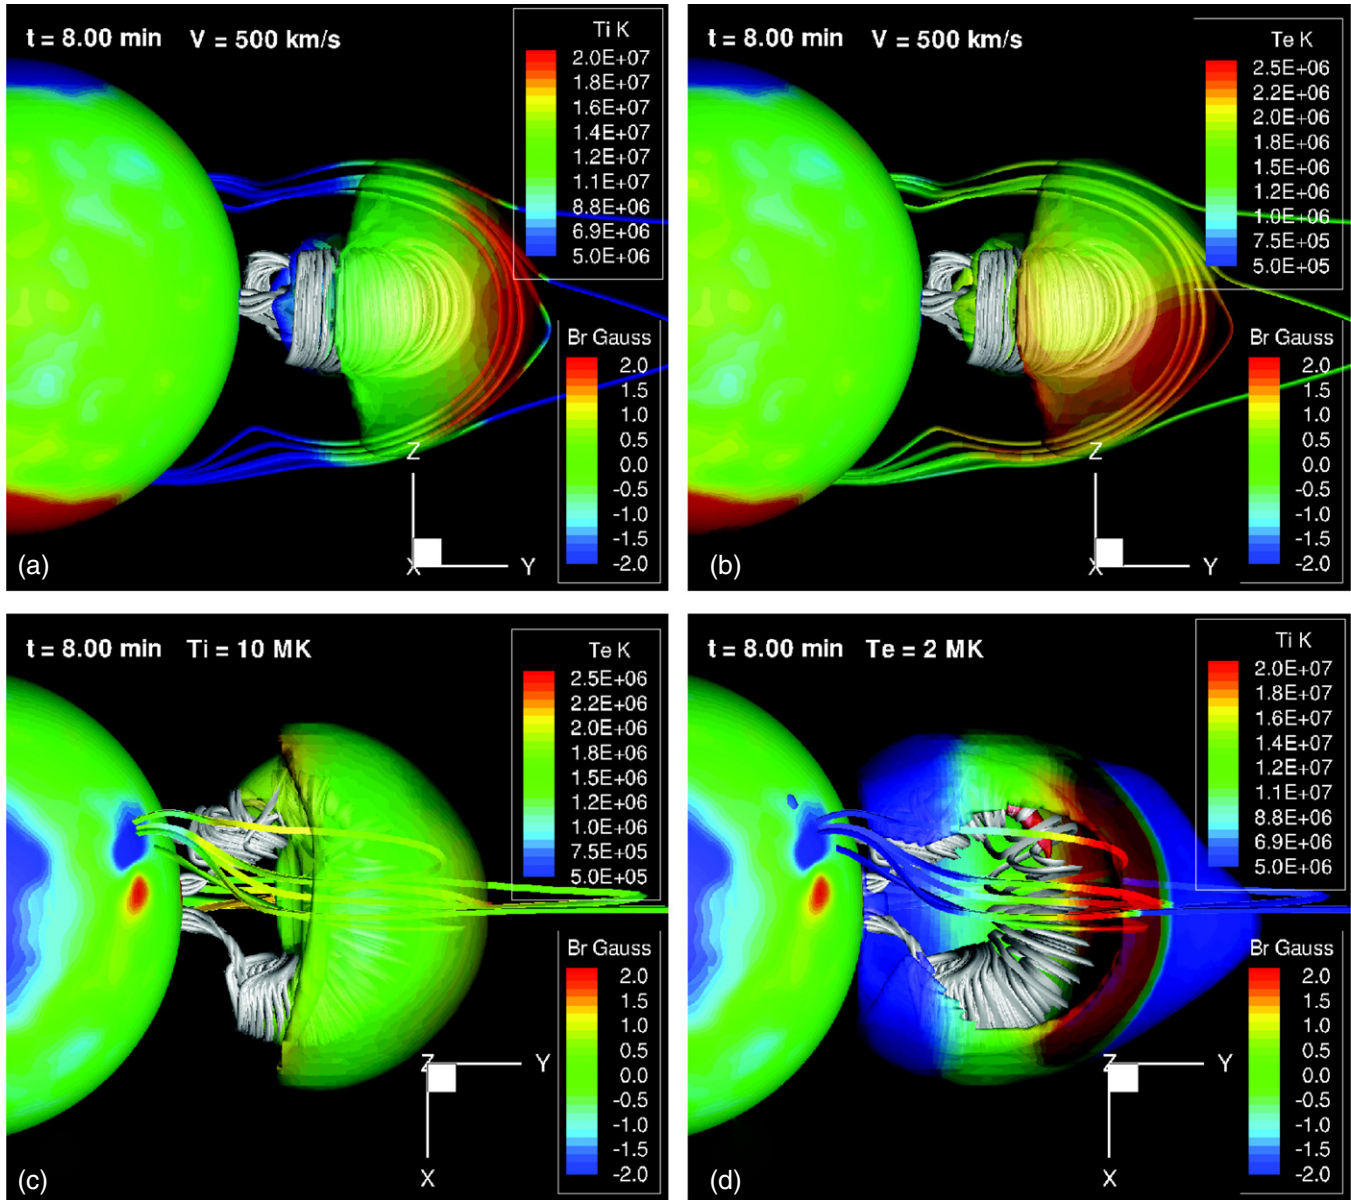 t = 8.00 min V = 500 km/s
Ti K
2.0E+07
1.8E+07
1.6E+07
1.4E+07
1.2E+07
1.1E+07
8.8E+06
6.9E+06
5.0E+06
Br Gauss
2.0
1.5
1.0
0.5
0.0
-0.5
-1.0
-1.5
-2.0
Z
X
Y
(a)
t = 8.00 min V = 500 km/s
Te K
2.5E+06
2.2E+06
2.0E+06
1.8E+06
1.5E+06
1.2E+06
1.0E+06
7.5E+05
5.0E+05
Br Gauss
2.0
1.5
1.0
0.5
0.0
-0.5
-1.0
-1.5
-2.0
Z
X
Y
(b)
t = 8.00 min Ti = 10 MK
Te K
2.5E+06
2.2E+06
2.0E+06
1.8E+06
1.5E+06
1.2E+06
1.0E+06
7.5E+05
5.0E+05
Br Gauss
2.0
1.5
1.0
0.5
0.0
-0.5
-1.0
-1.5
-2.0
Z
Y
X
(c)
t = 8.00 min Te = 2 MK
Ti K
2.0E+07
1.8E+07
1.6E+07
1.4E+07
1.2E+07
1.1E+07
8.8E+06
6.9E+06
5.0E+06
Br Gauss
2.0
1.5
1.0
0.5
0.0
-0.5
-1.0
-1.5
-2.0
Z
Y
X
(d)